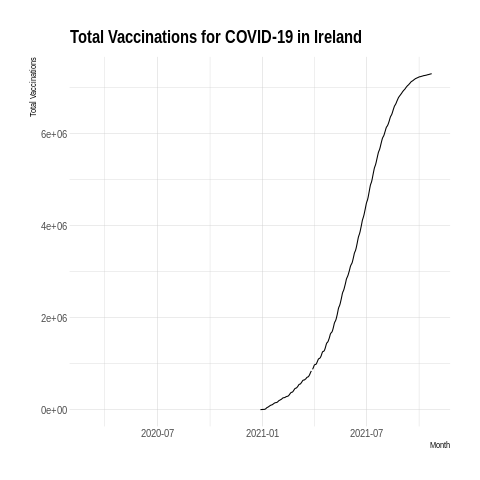 Total Vaccinations for COVID-19 in Ireland
Total Vaccinations
6e+06
4e+06
2e+06
0e+00
2020-07 2021-01 2021-07
Month